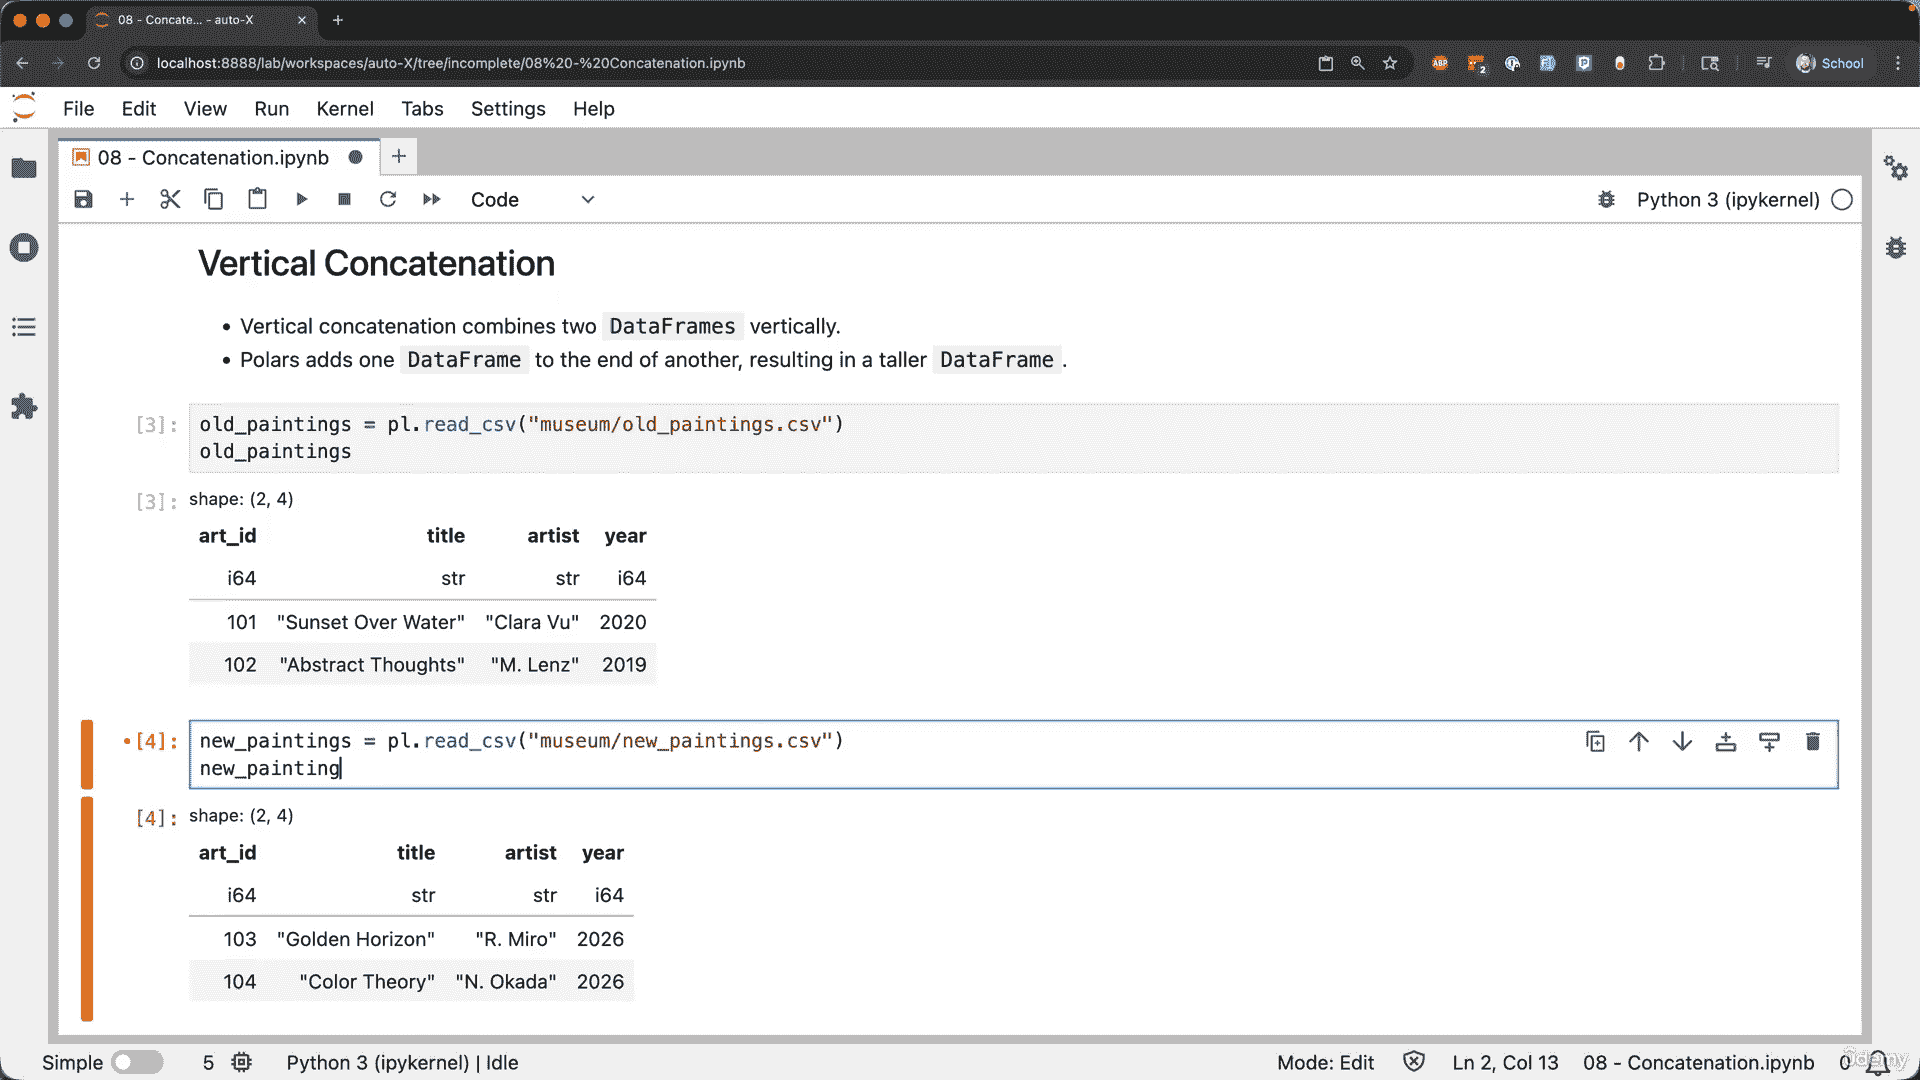 08 - Concate... - auto-X
localhost:8888/lab/workspaces/auto-X/tree/incomplete/08%20-%20Concatenation.ipynb
ABP
2
School
File Edit View Run Kernel Tabs Settings Help
08 - Concatenation.ipynb
Code
Python 3 (ipykernel)
Vertical Concatenation
• Vertical concatenation combines two DataFrames vertically.
• Polars adds one DataFrame to the end of another, resulting in a taller DataFrame.
[3]: old_paintings = pl.read_csv("museum/old_paintings.csv")
old_paintings
[3]: shape: (2, 4)
art_id title artist year
i64 str str i64
101 "Sunset Over Water" "Clara Vu" 2020
102 "Abstract Thoughts" "M. Lenz" 2019
[4]: new_paintings = pl.read_csv("museum/new_paintings.csv")
new_painting
[4]: shape: (2, 4)
art_id title artist year
i64 str str i64
103 "Golden Horizon" "R. Miro" 2026
104 "Color Theory" "N. Okada" 2026
Simple 5 Python 3 (ipykernel) | Idle Mode: Edit Ln 2, Col 13 08 - Concatenation.ipynb 0
udemy